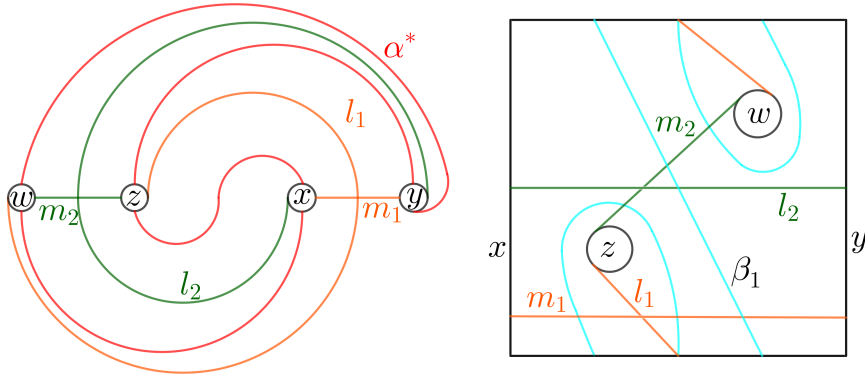 α*
l₁
w
z
x
y
m₂
m₁
l₂
w
m₂
l₂
x
z
y
β₁
m₁
l₁